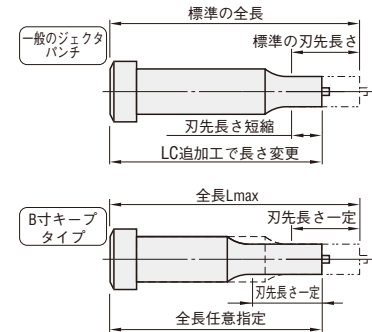 標準の全長
一般のジェクタ
パンチ
標準の刃先長さ
刃先長さ短縮
LC追加工で長さ変更
全長Lmax
B寸キープ
タイプ
刃先長さ一定
刃先長さ一定
全長任意指定